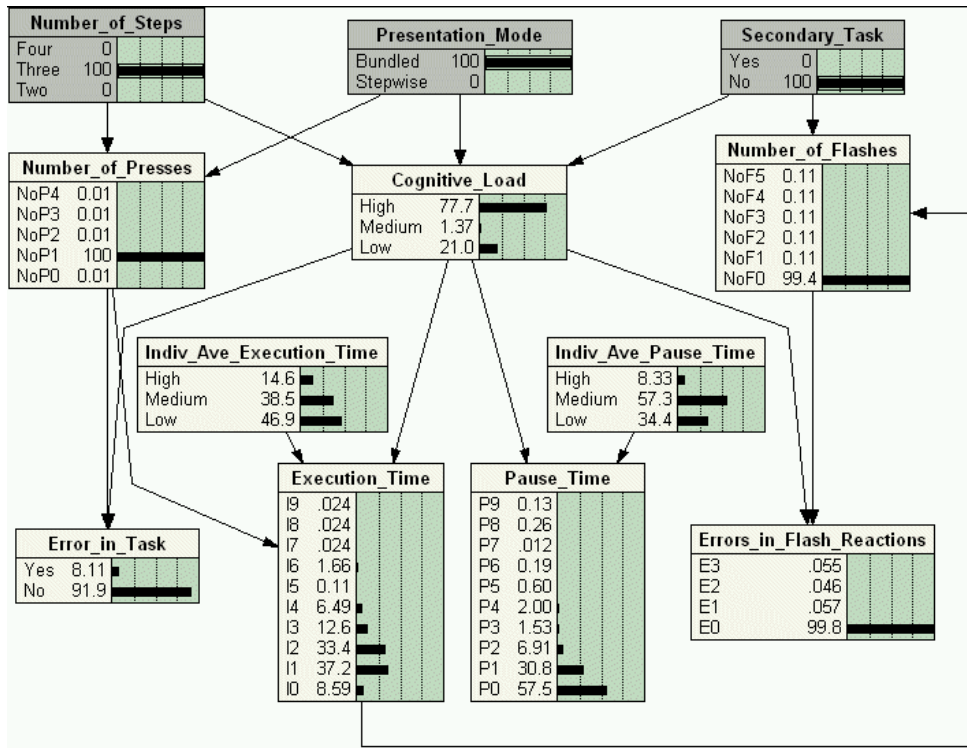 Number_of_Steps
Four 0
Three 100
Two 0
Presentation_Mode
Bundled 100
Stepwise 0
Secondary_Task
Yes 0
No 100
Number_of_Presses
NoP4 0.01
NoP3 0.01
NoP2 0.01
NoP1 100
NoP0 0.01
Cognitive_Load
High 77.7
Medium 1.37
Low 21.0
Number_of_Flashes
NoF5 0.11
NoF4 0.11
NoF3 0.11
NoF2 0.11
NoF1 0.11
NoF0 99.4
Indiv_Ave_Execution_Time
High 14.6
Medium 38.5
Low 46.9
Indiv_Ave_Pause_Time
High 8.33
Medium 57.3
Low 34.4
Error_in_Task
Yes 8.11
No 91.9
Execution_Time
I9 .024
I8 .024
I7 .024
I6 1.66
I5 0.11
I4 6.49
I3 12.6
I2 33.4
I1 37.2
I0 8.59
Pause_Time
P9 0.13
P8 0.26
P7 .012
P6 0.19
P5 0.60
P4 2.00
P3 1.53
P2 6.91
P1 30.8
P0 57.5
Errors_in_Flash_Reactions
E3 .055
E2 .046
E1 .057
E0 99.8